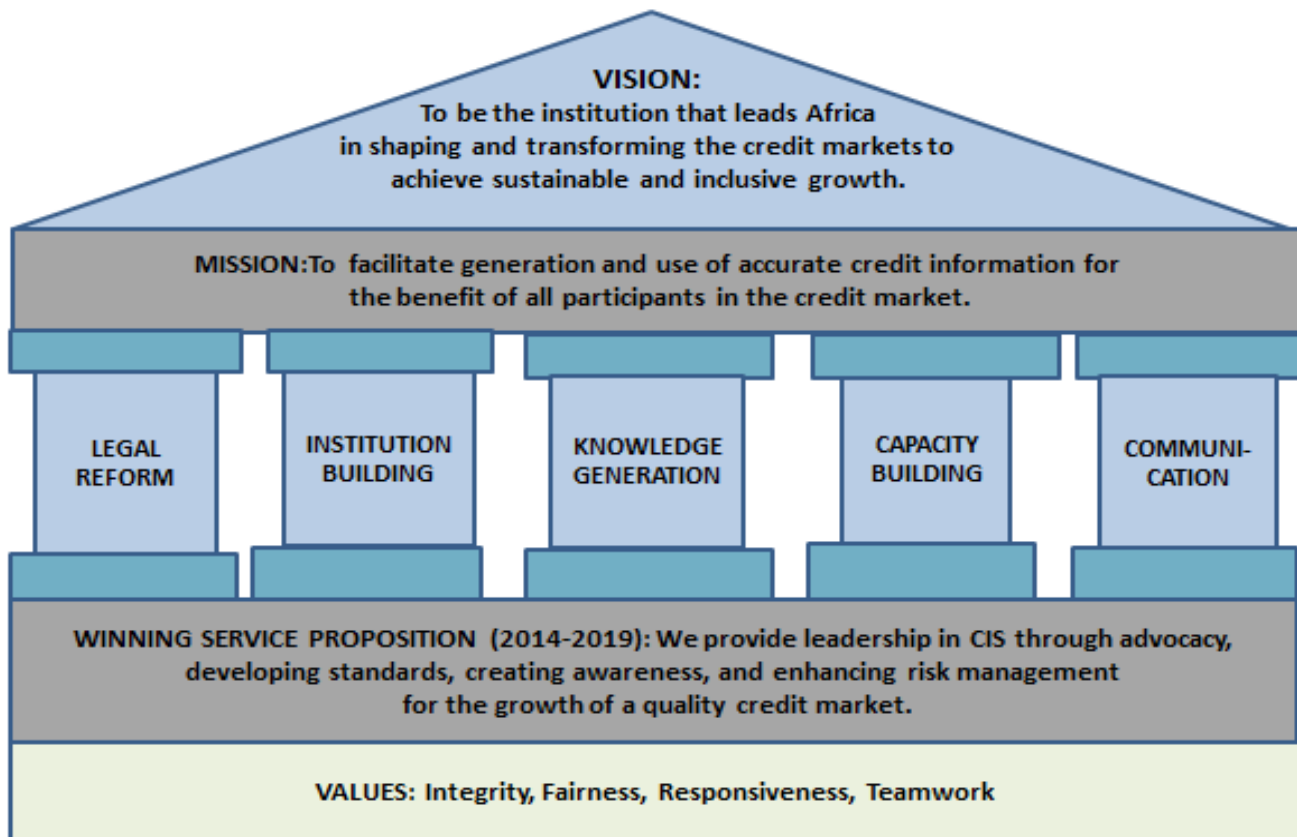 VISION:
To be the institution that leads Africa
in shaping and transforming the credit markets to
achieve sustainable and inclusive growth.
MISSION:To facilitate generation and use of accurate credit information for
the benefit of all participants in the credit market.
LEGAL
REFORM
INSTITUTION
BUILDING
KNOWLEDGE
GENERATION
CAPACITY
BUILDING
COMMUNI-
CATION
WINNING SERVICE PROPOSITION (2014-2019): We provide leadership in CIS through advocacy,
developing standards, creating awareness, and enhancing risk management
for the growth of a quality credit market.
VALUES: Integrity, Fairness, Responsiveness, Teamwork